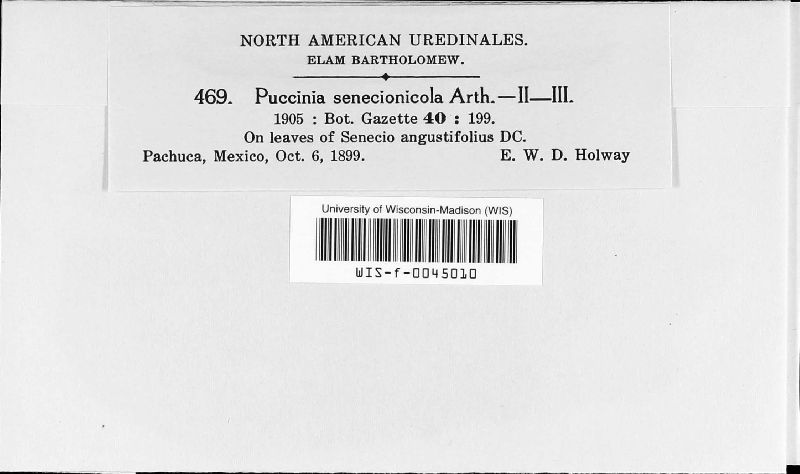 NORTH AMERICAN UREDINALES.
ELAM BARTHOLOMEW.
469. Puccinia senecionicola Arth.—II—III.
1905 : Bot. Gazette 40 : 199.
On leaves of Senecio angustifolius DC.
Pachuca, Mexico, Oct. 6, 1899. E. W. D. Holway
University of Wisconsin-Madison (WIS)
WIS-f-0045010